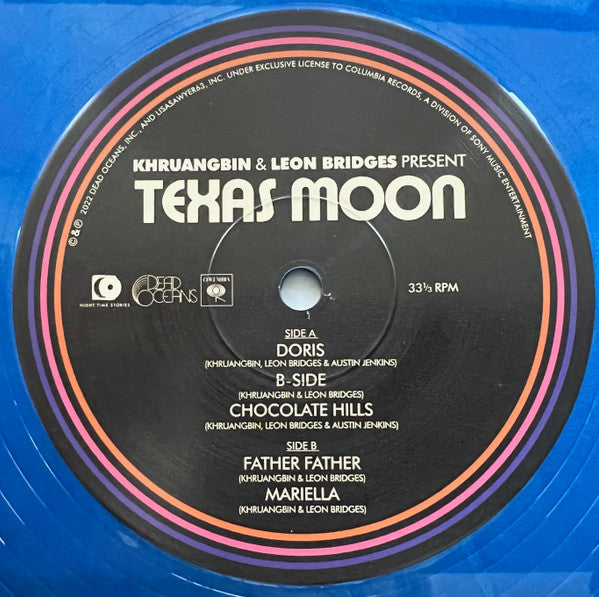 © & ℗ 2022 DEAD OCEANS, INC., AND LISASAWYER63, INC. UNDER EXCLUSIVE LICENSE TO COLUMBIA RECORDS, A DIVISION OF SONY MUSIC ENTERTAINMENT
KHRUANGBIN & LEON BRIDGES PRESENT
TEXAS MOON
NIGHT TIME STORIES
DEAD OCEANS
COLUMBIA
33⅓ RPM
SIDE A
DORIS
(KHRUANGBIN, LEON BRIDGES & AUSTIN JENKINS)
B-SIDE
(KHRUANGBIN & LEON BRIDGES)
CHOCOLATE HILLS
(KHRUANGBIN, LEON BRIDGES & AUSTIN JENKINS)
SIDE B
FATHER FATHER
(KHRUANGBIN & LEON BRIDGES)
MARIELLA
(KHRUANGBIN & LEON BRIDGES)